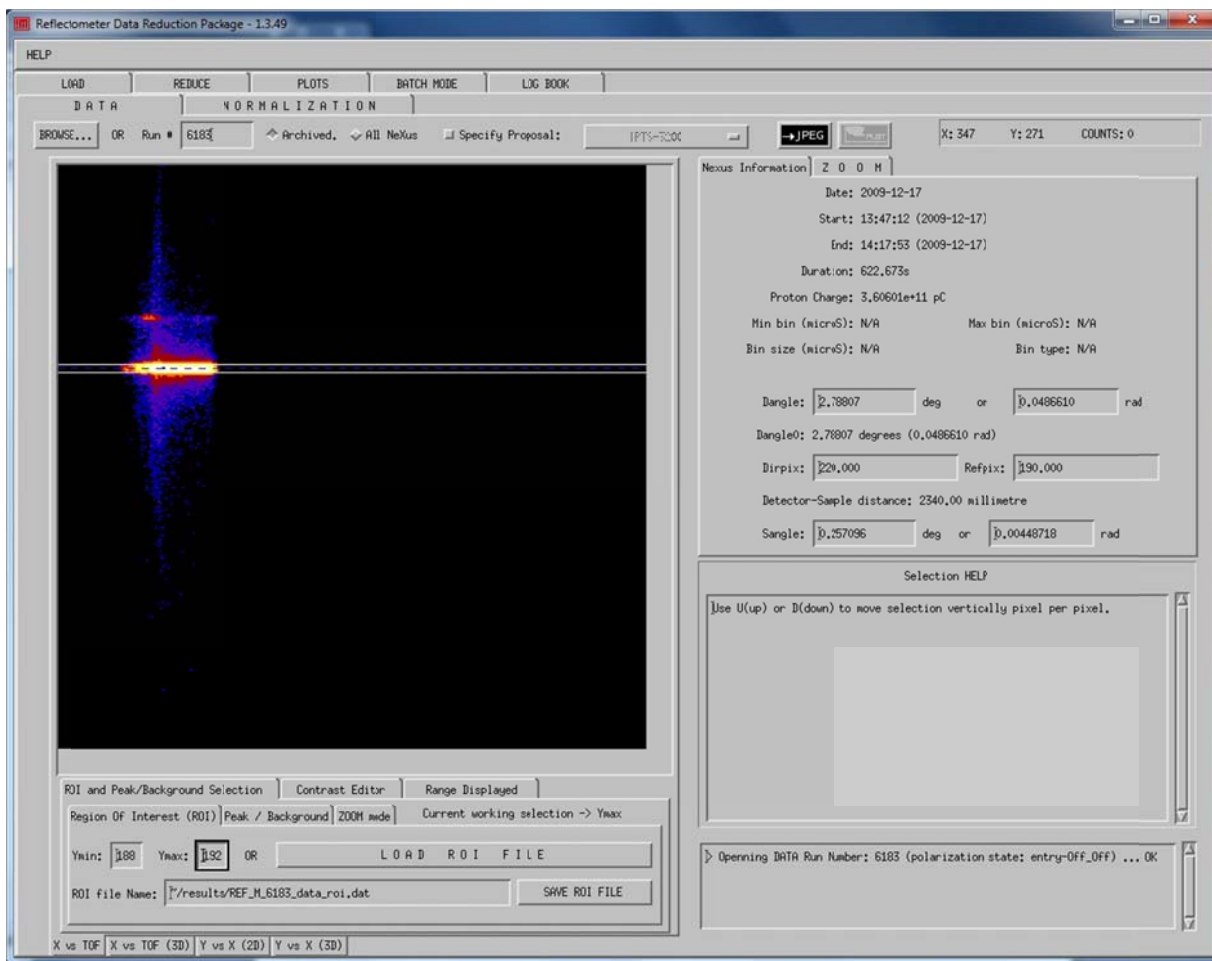 Reflectometer Data Reduction Package - 1.3.49
HELP
LOAD REDUCE PLOTS BATCH MODE LOG BOOK
D A T A N O R M A L I Z A T I O N
BROWSE... OR Run # 6183 Archived. All NeXus Specify Proposal: →JPEG X: 347 Y: 271 COUNTS: 0
Nexus Information Z O O M
Date: 2009-12-17
Start: 13:47:12 (2009-12-17)
End: 14:17:53 (2009-12-17)
Duration: 622.673s
Proton Charge: 3.60601e+11 pC
Min bin (microS): N/A Max bin (microS): N/A
Bin size (microS): N/A Bin type: N/A
Dangle: 2.78807 deg or 0.0486610 rad
Dangle0: 2.78807 degrees (0.0486610 rad)
Dirpix: 220.000 Refpix: 190.000
Detector-Sample distance: 2340.00 millimetre
Sangle: 0.257096 deg or 0.00448718 rad
Selection HELP
Use U(up) or D(down) to move selection vertically pixel per pixel.
ROI and Peak/Background Selection Contrast Editor Range Displayed
Region Of Interest (ROI) Peak / Background ZOOM mode Current working selection -> Ymax
Ymin: 188 Ymax: 192 OR L O A D R O I F I L E
ROI file Name: ~/results/REF_M_6183_data_roi.dat SAVE ROI FILE
> Openning DATA Run Number: 6183 (polarization state: entry-Off_Off) ... OK
X vs TOF X vs TOF (3D) Y vs X (2D) Y vs X (3D)